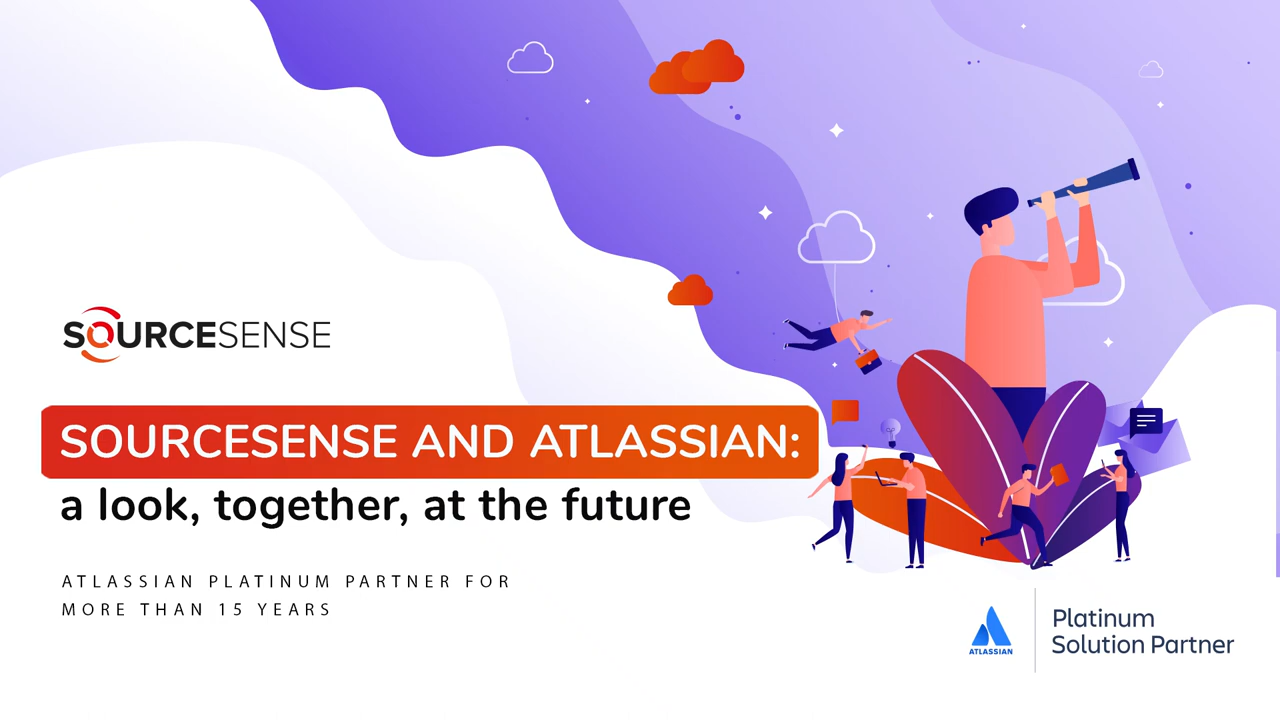 SOURCESENSE
SOURCESENSE AND ATLASSIAN:
a look, together, at the future
ATLASSIAN PLATINUM PARTNER FOR
MORE THAN 15 YEARS
ATLASSIAN
Platinum
Solution Partner